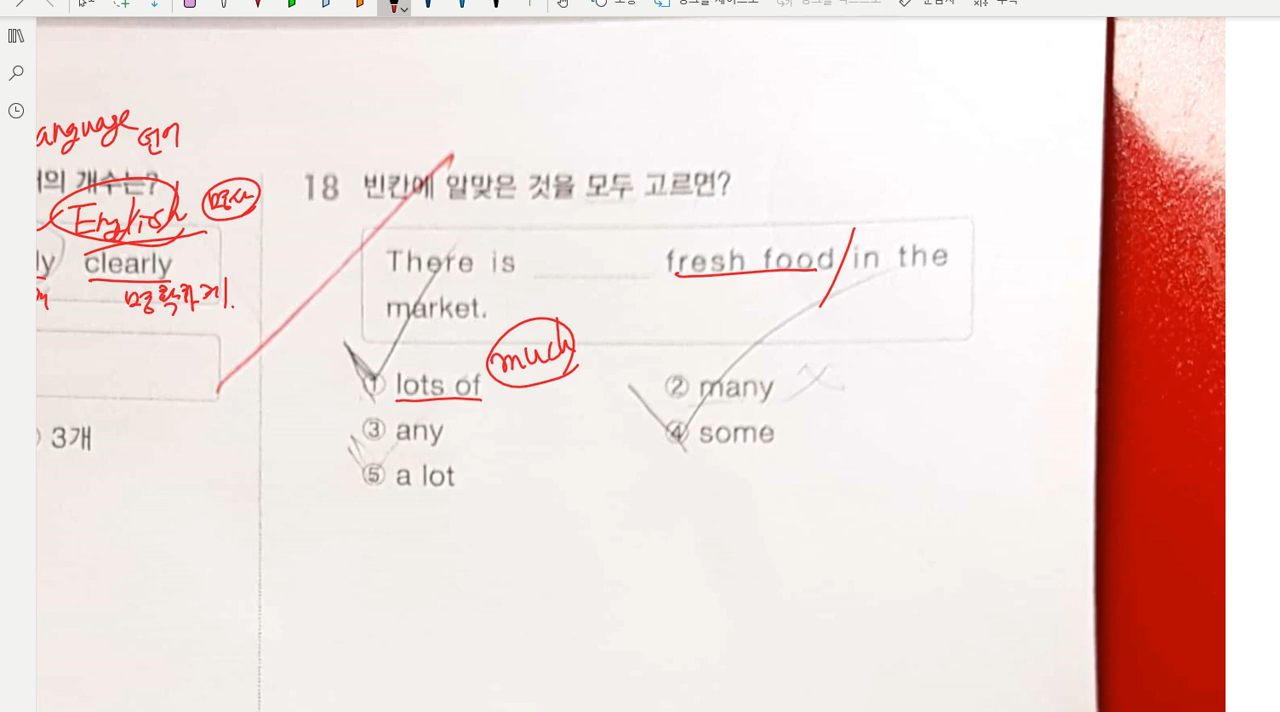 language 언어
의 개수는?
English 명사
ly clearly
명확하게.
3개
18 빈칸에 알맞은 것을 모두 고르면?
There is ________ fresh food / in the
market.
much
① lots of ② many X
③ any ④ some
⑤ a lot